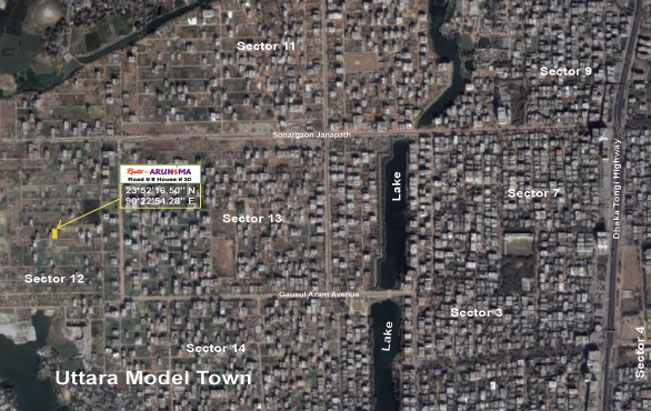 Sector 11
Sector 9
Sonargaon Janapath
Dhaka Tongi Highway
ARUNIMA
Road # 8 House # 30
23°52'16.50" N
90°22'54.28" E
Lake
Sector 7
Sector 13
Sector 12
Gausul Azam Avenue
Sector 3
Lake
Sector 14
Sector 4
Uttara Model Town